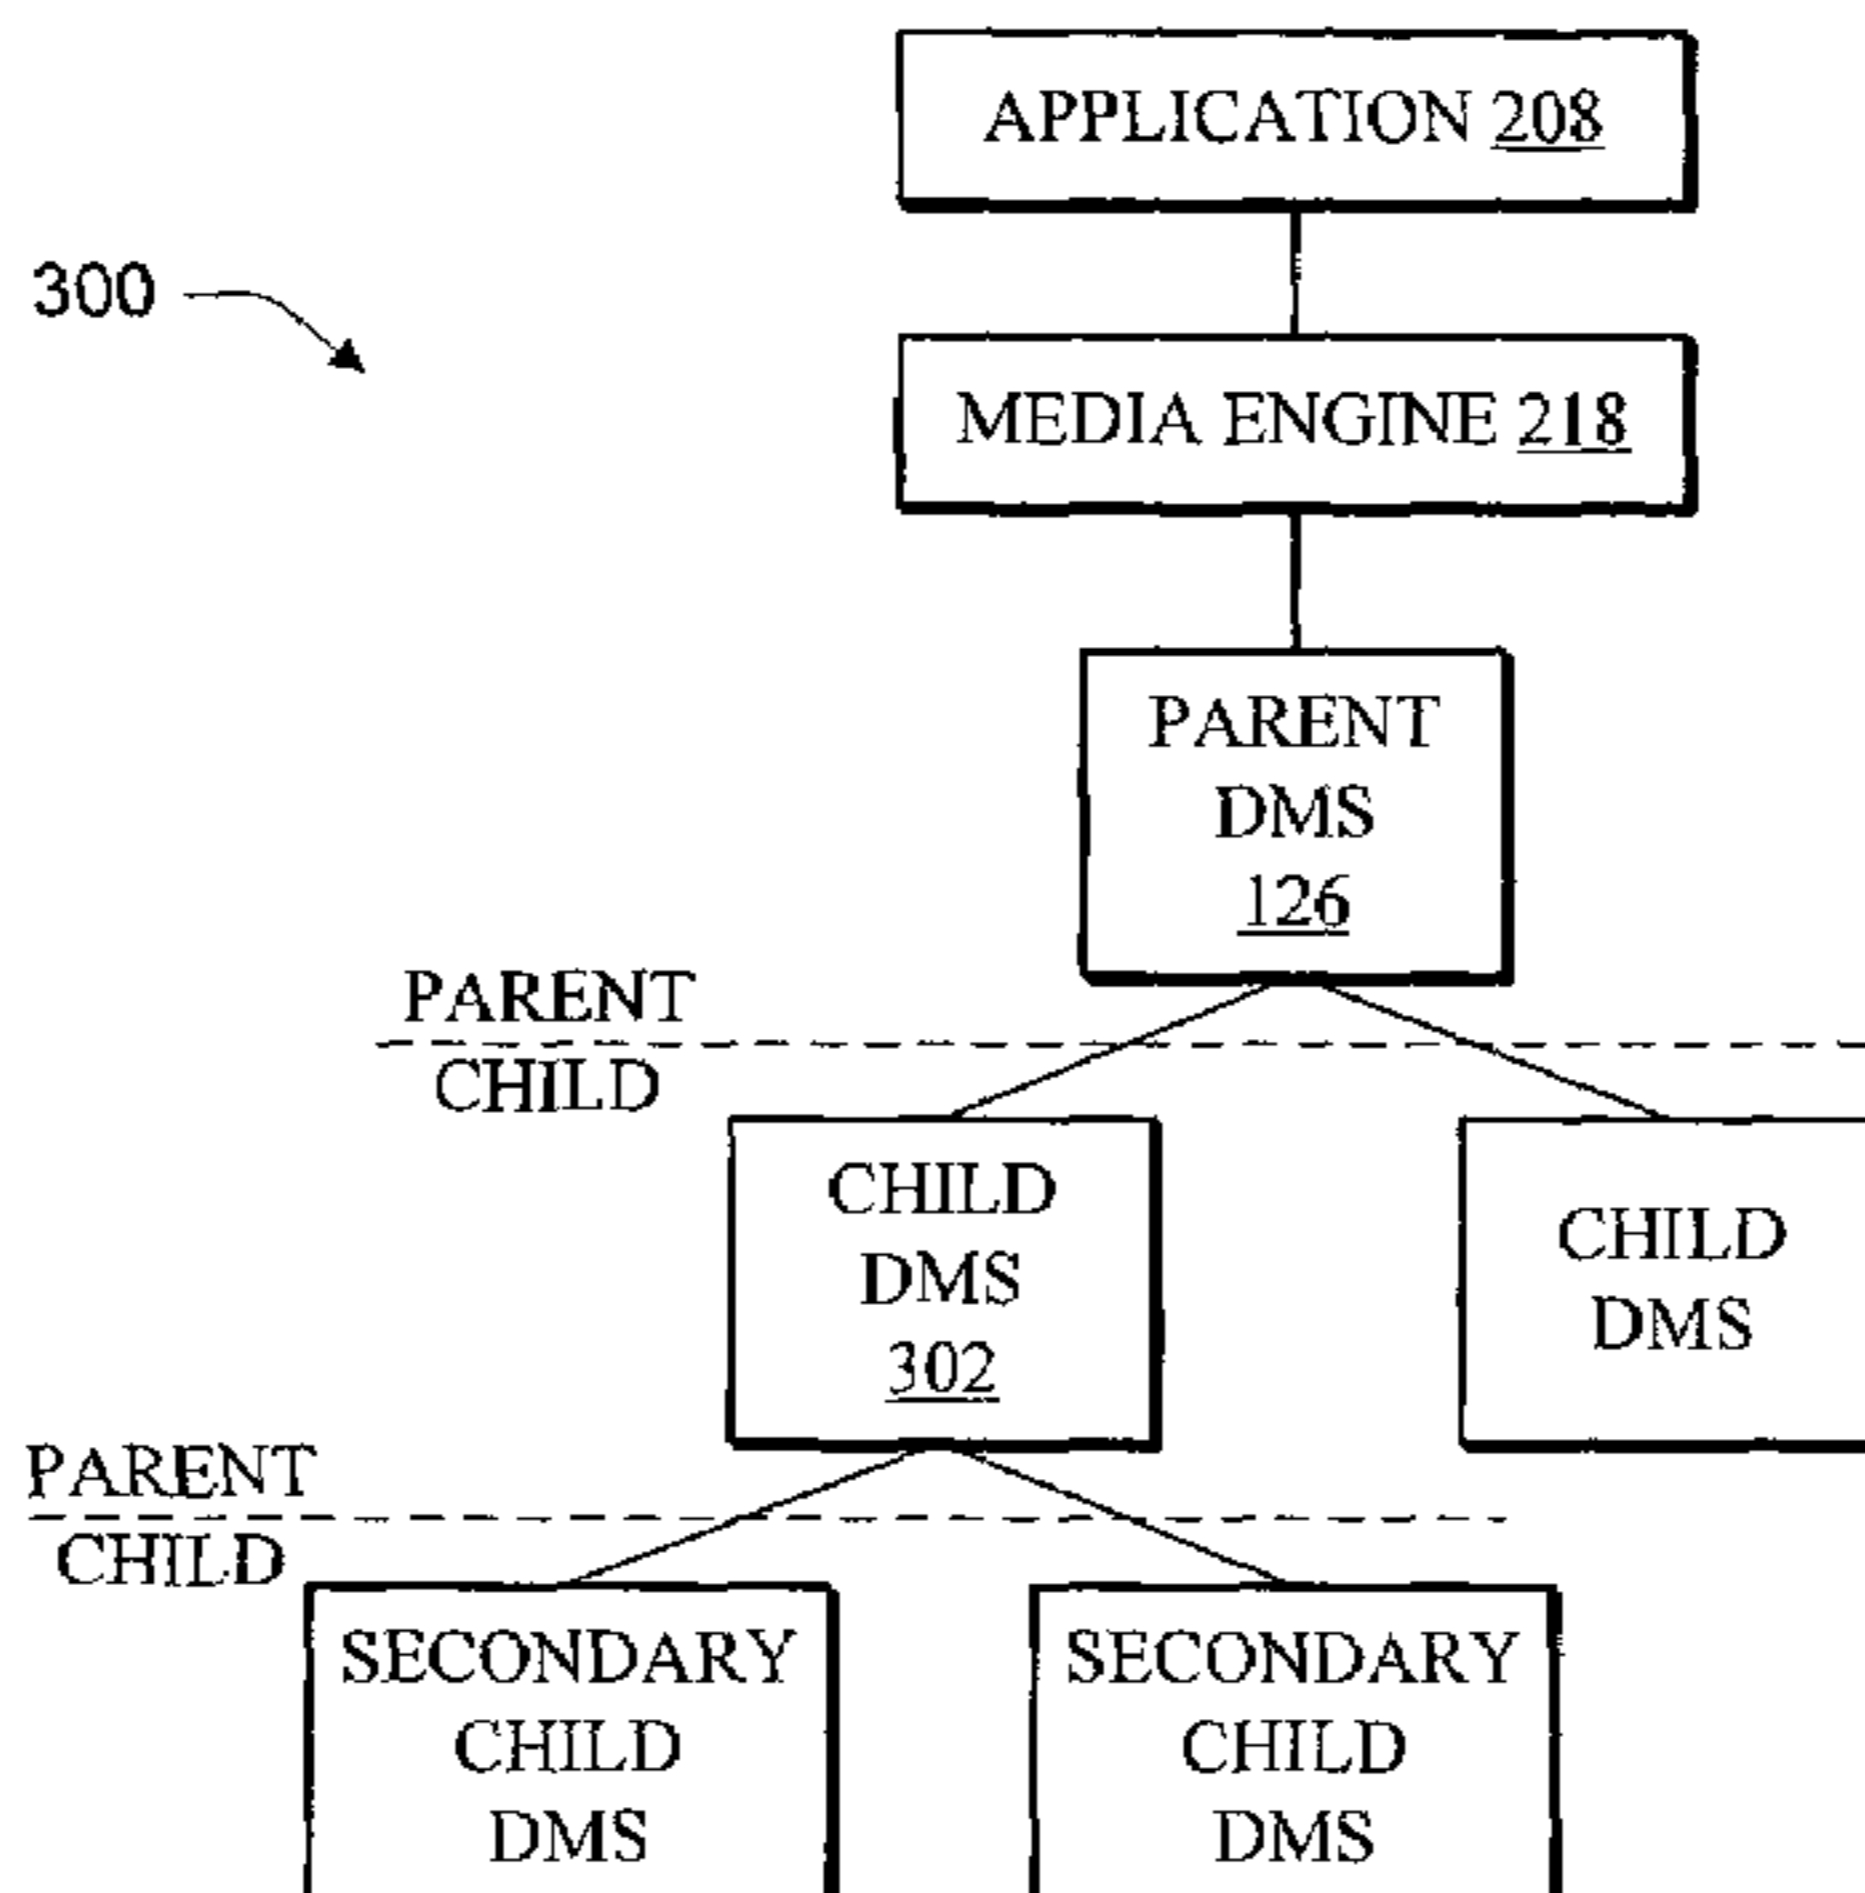 APPLICATION 208
300
MEDIA ENGINE 218
PARENT
DMS
126
PARENT
CHILD
CHILD
DMS
302
CHILD
DMS
PARENT
CHILD
SECONDARY
CHILD
DMS
SECONDARY
CHILD
DMS